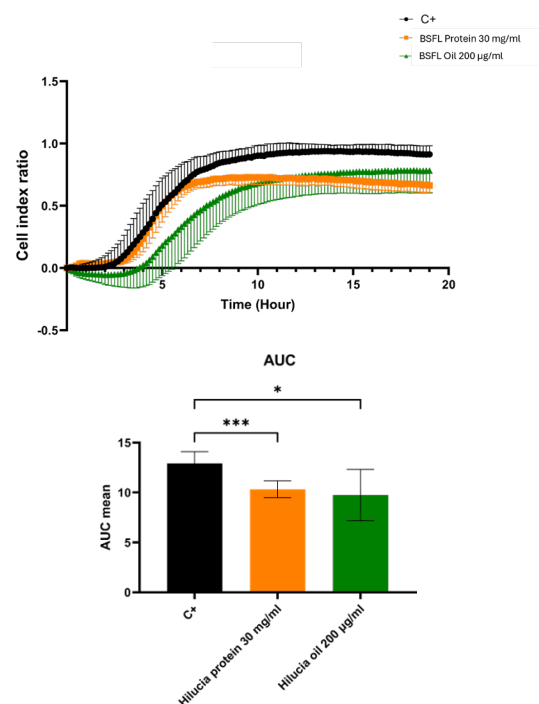 C+
BSFL Protein 30 mg/ml
BSFL Oil 200 µg/ml
1.5
1.0
0.5
0.0
-0.5
Cell index ratio
5 10 15 20
Time (Hour)
AUC
*
***
15
10
5
0
AUC mean
C+
Hilucia protein 30 mg/ml
Hilucia oil 200 µg/ml